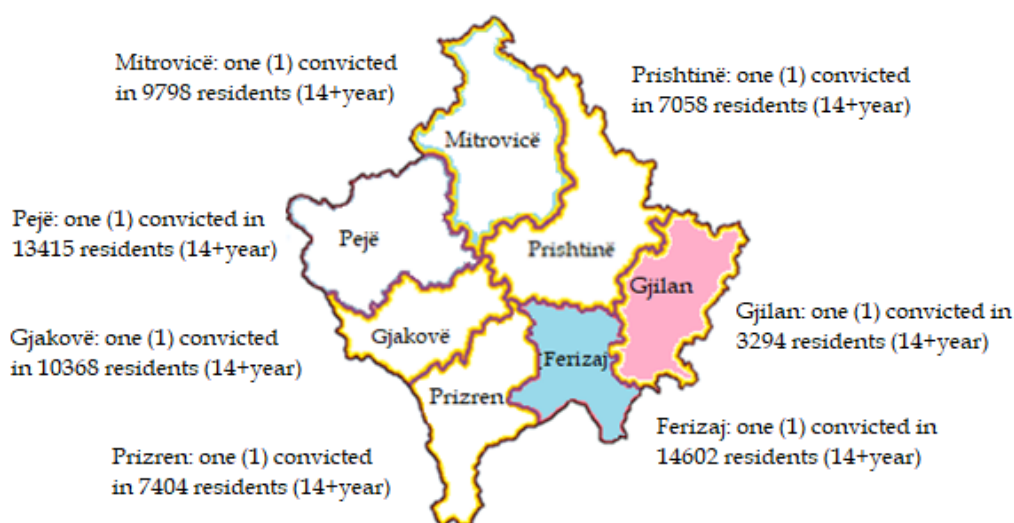 Mitrovicë: one (1) convicted
in 9798 residents (14+year)
Prishtinë: one (1) convicted
in 7058 residents (14+year)
Mitrovicë
Pejë: one (1) convicted in
13415 residents (14+year)
Pejë
Prishtinë
Gjilan
Gjilan: one (1) convicted in
3294 residents (14+year)
Gjakovë: one (1) convicted
in 10368 residents (14+year)
Gjakovë
Ferizaj
Prizren
Ferizaj: one (1) convicted in
14602 residents (14+year)
Prizren: one (1) convicted
in 7404 residents (14+year)